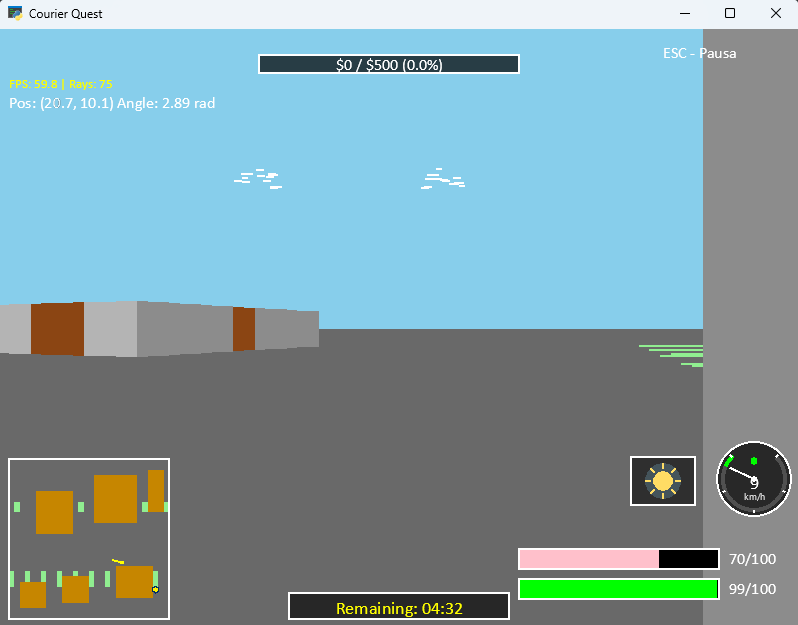 Courier Quest
$0 / $500 (0.0%)
ESC - Pausa
FPS: 59.8 | Rays: 75
Pos: (20.7, 10.1) Angle: 2.89 rad
9
km/h
70/100
99/100
Remaining: 04:32